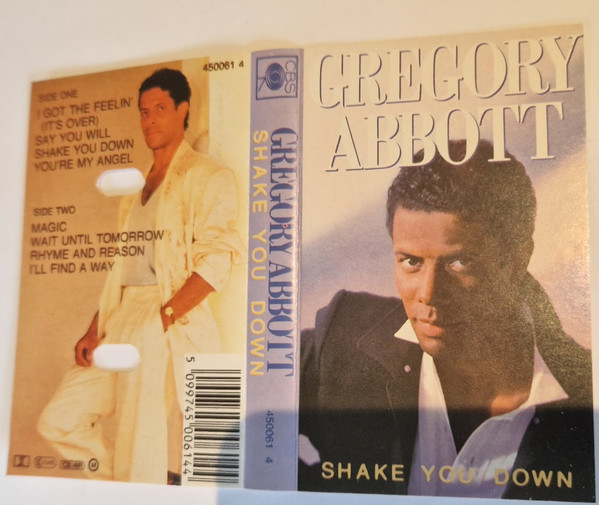 450061 4
SIDE ONE
I GOT THE FEELIN'
(IT'S OVER)
SAY YOU WILL
SHAKE YOU DOWN
YOU'RE MY ANGEL
SIDE TWO
MAGIC
WAIT UNTIL TOMORROW
RHYME AND REASON
I'LL FIND A WAY
5 099745 006144
CBS
GREGORY ABBOTT
SHAKE YOU DOWN
450061 4
GREGORY
ABBOTT
SHAKE YOU DOWN